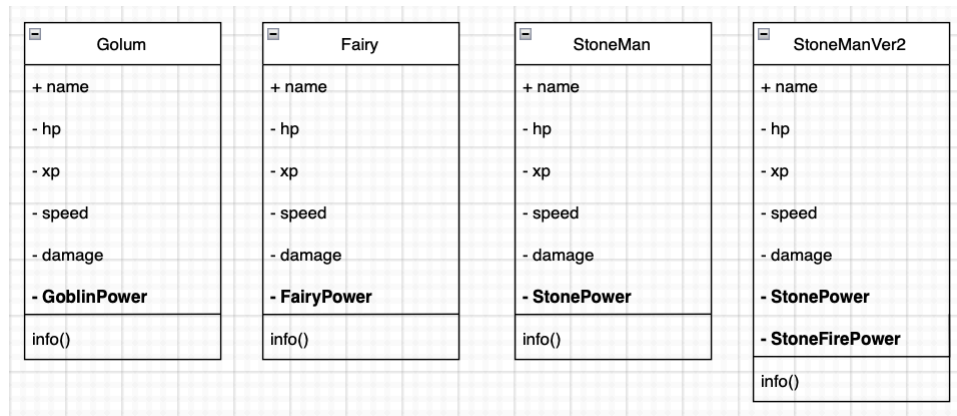 Golum
+ name
- hp
- xp
- speed
- damage
- GoblinPower
info()
Fairy
+ name
- hp
- xp
- speed
- damage
- FairyPower
info()
StoneMan
+ name
- hp
- xp
- speed
- damage
- StonePower
info()
StoneManVer2
+ name
- hp
- xp
- speed
- damage
- StonePower
- StoneFirePower
info()